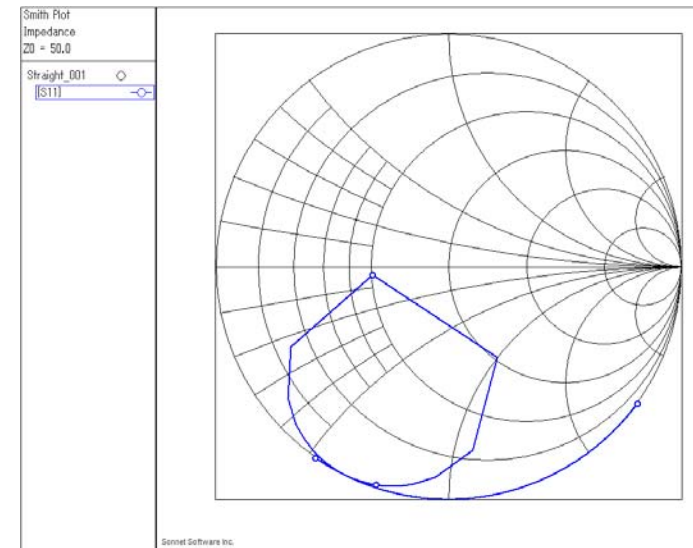 Smith Plot
Impedance
Z0 = 50.0
Straight_001
[S11]
Sonnet Software Inc.